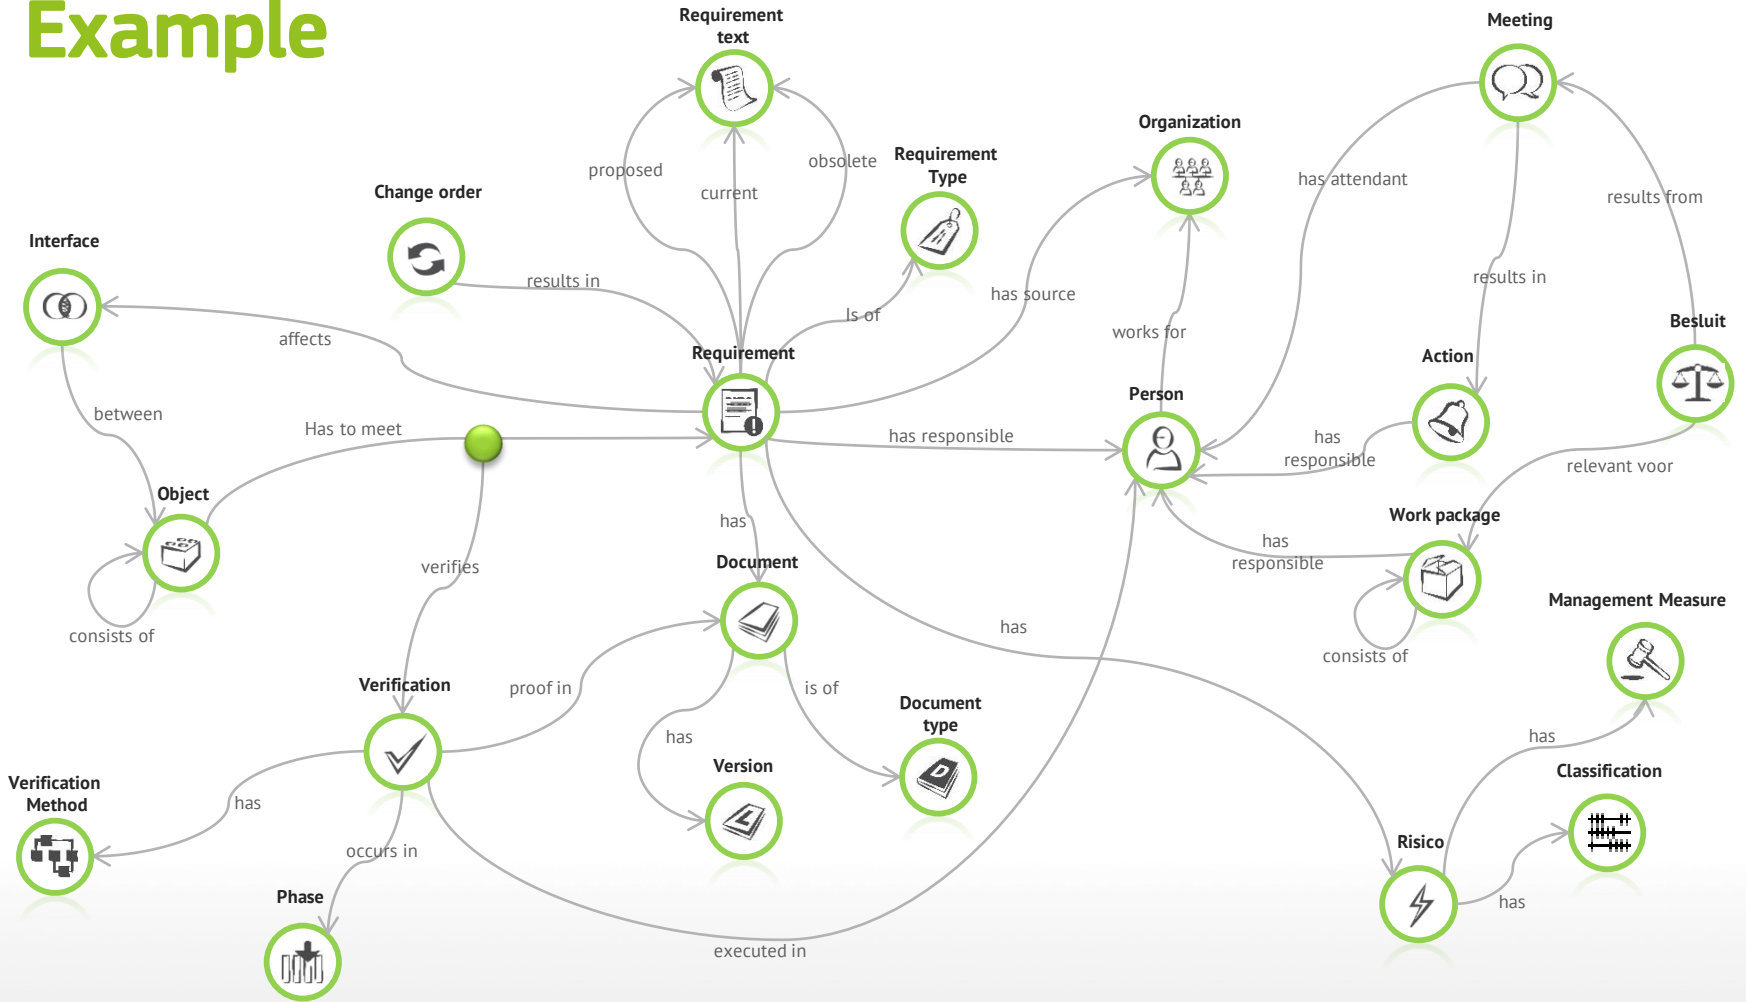 Example
Requirement
text
Meeting
Organization
Requirement
Type
proposed
obsolete
current
has attendant
Change order
results from
Interface
results in
results in
has source
Is of
affects
works for
Requirement
Besluit
Action
Person
between
Has to meet
has responsible
has
responsible
relevant voor
Object
Work package
has
has
responsible
verifies
Document
consists of
has
Management Measure
consists of
Verification
proof in
is of
Document
type
has
has
Version
Classification
Verification
Method
has
occurs in
Risico
Phase
has
executed in
D
L